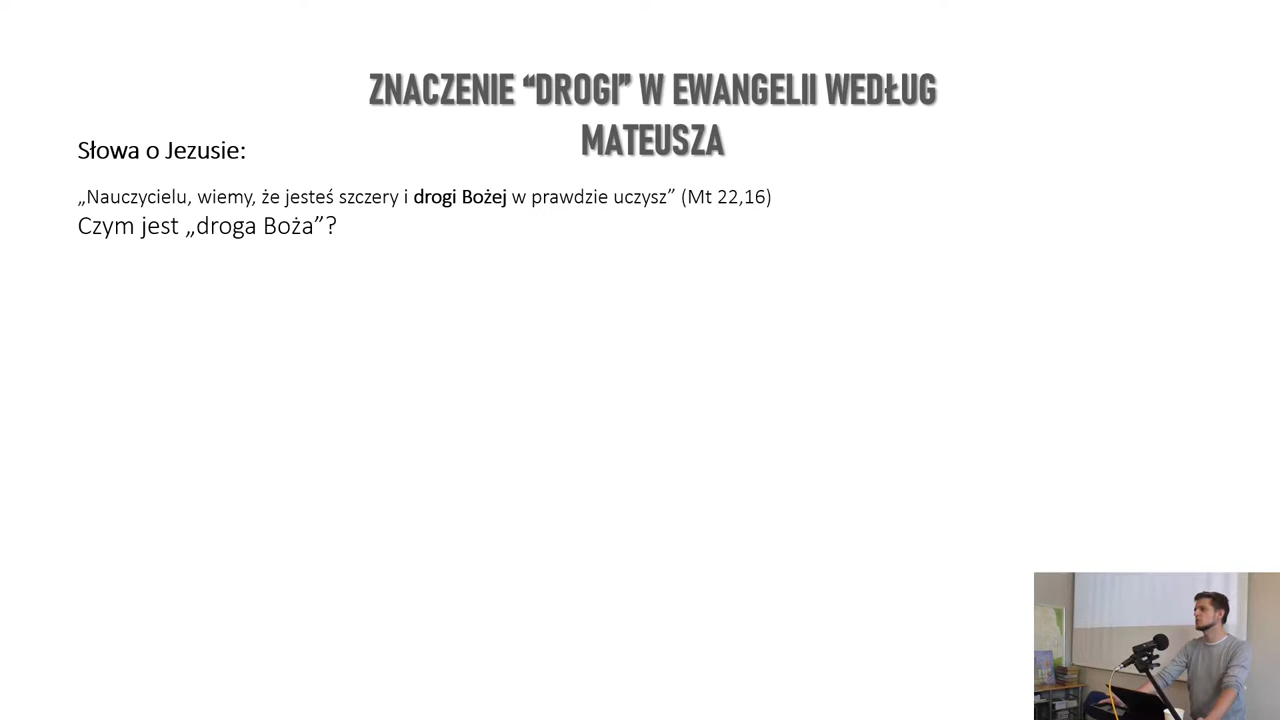 ZNACZENIE “DROGI” W EWANGELII WEDŁUG
MATEUSZA
Słowa o Jezusie:
„Nauczycielu, wiemy, że jesteś szczery i drogi Bożej w prawdzie uczysz” (Mt 22,16)
Czym jest „droga Boża”?